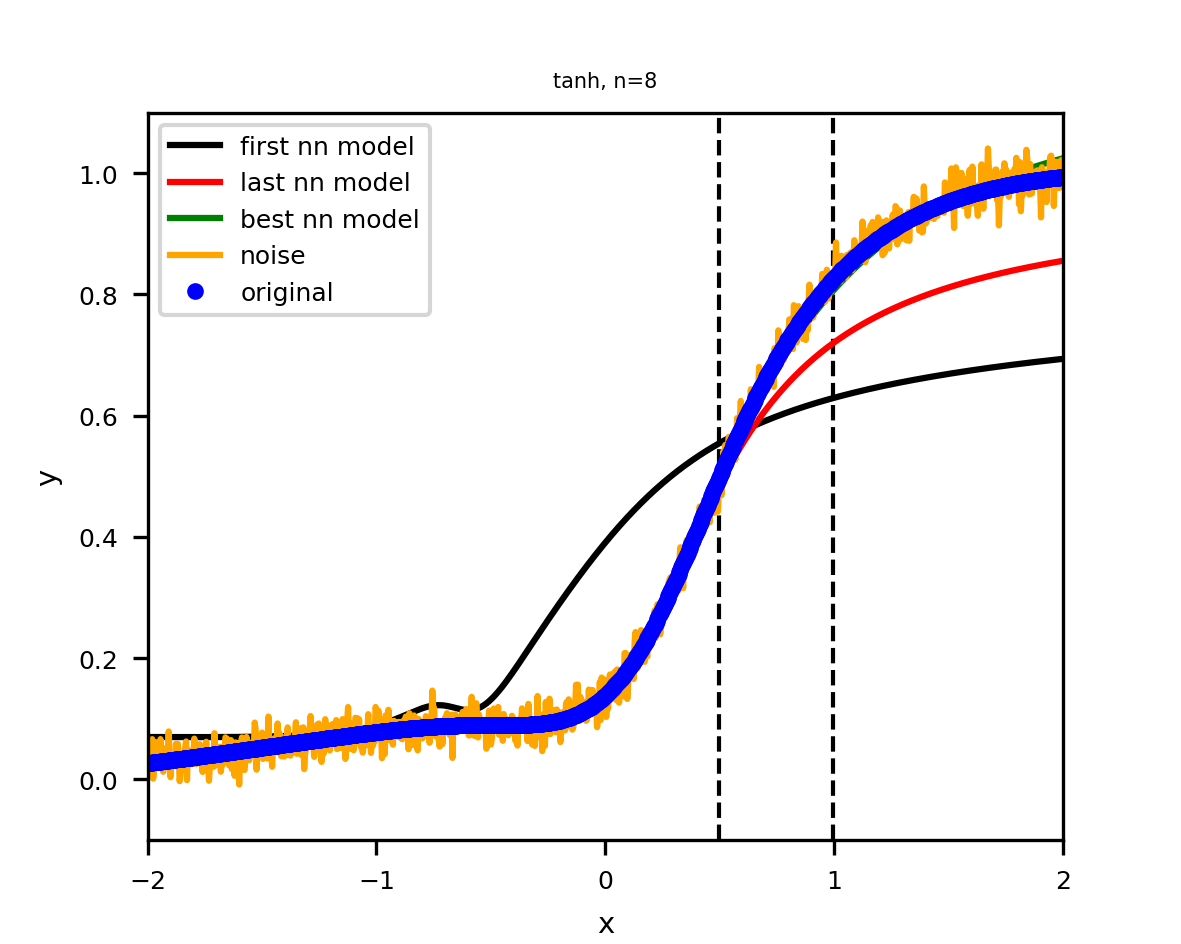 tanh, n=8
first nn model
last nn model
best nn model
noise
original
1.0
0.8
0.6
0.4
0.2
0.0
y
−2
−1
0
1
2
x